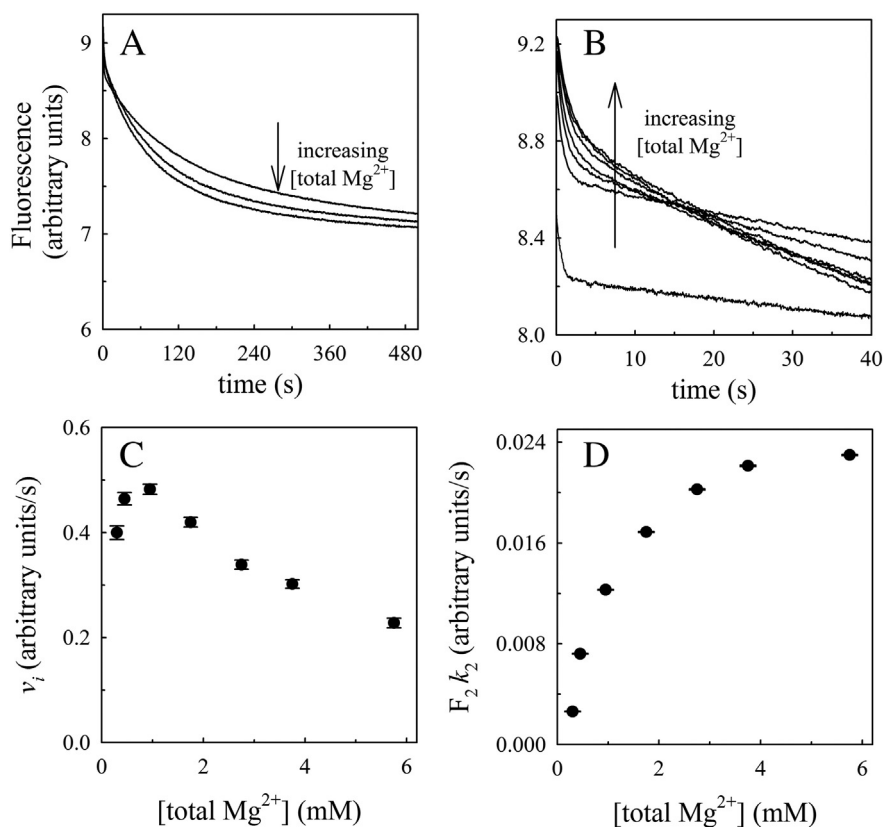 A
Fluorescence
(arbitrary units)
9
8
7
6
increasing
[total Mg²⁺]
0 120 240 360 480
time (s)
B
9.2
8.8
8.4
8.0
increasing
[total Mg²⁺]
0 10 20 30 40
time (s)
C
v_i (arbitrary units/s)
0.6
0.4
0.2
0.0
0 2 4 6
[total Mg²⁺] (mM)
D
F₂ k₂ (arbitrary units/s)
0.024
0.016
0.008
0.000
0 2 4 6
[total Mg²⁺] (mM)